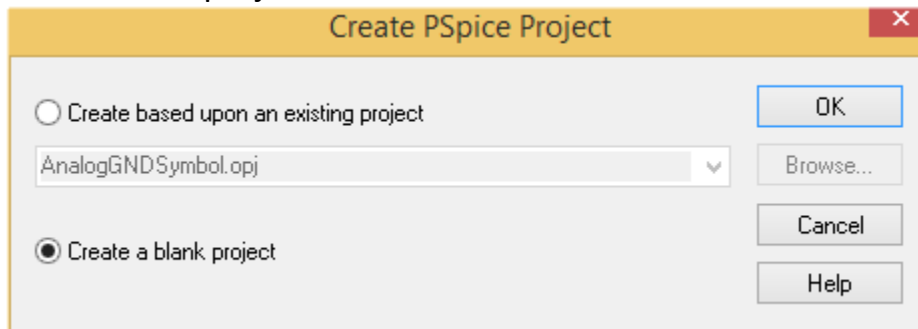 Create PSpice Project
Create based upon an existing project
OK
AnalogGNDSymbol.opj
Browse...
Cancel
Create a blank project
Help